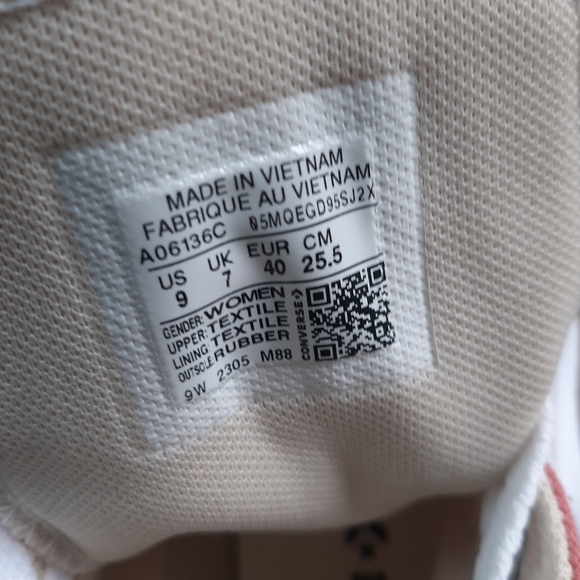 MADE IN VIETNAM
FABRIQUE AU VIETNAM
A06136C 05MQEGD95SJ2X
US UK EUR CM
9 7 40 25.5
GENDER: WOMEN
UPPER: TEXTILE
LINING: TEXTILE
OUTSOLE: RUBBER
9W 2305 M88
CONVERSE